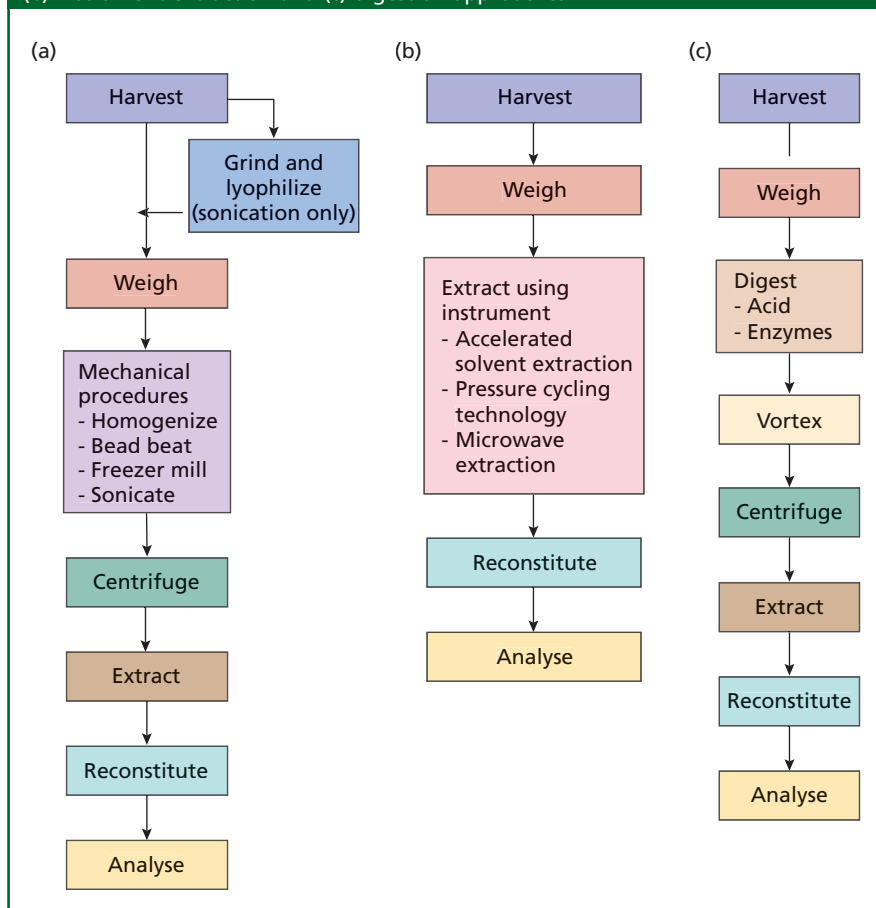 (a)
Harvest
Grind and
lyophilize
(sonication only)
Weigh
Mechanical
procedures
- Homogenize
- Bead beat
- Freezer mill
- Sonicate
Centrifuge
Extract
Reconstitute
Analyse
(b)
Harvest
Weigh
Extract using
instrument
- Accelerated
solvent extraction
- Pressure cycling
technology
- Microwave
extraction
Reconstitute
Analyse
(c)
Harvest
Weigh
Digest
- Acid
- Enzymes
Vortex
Centrifuge
Extract
Reconstitute
Analyse